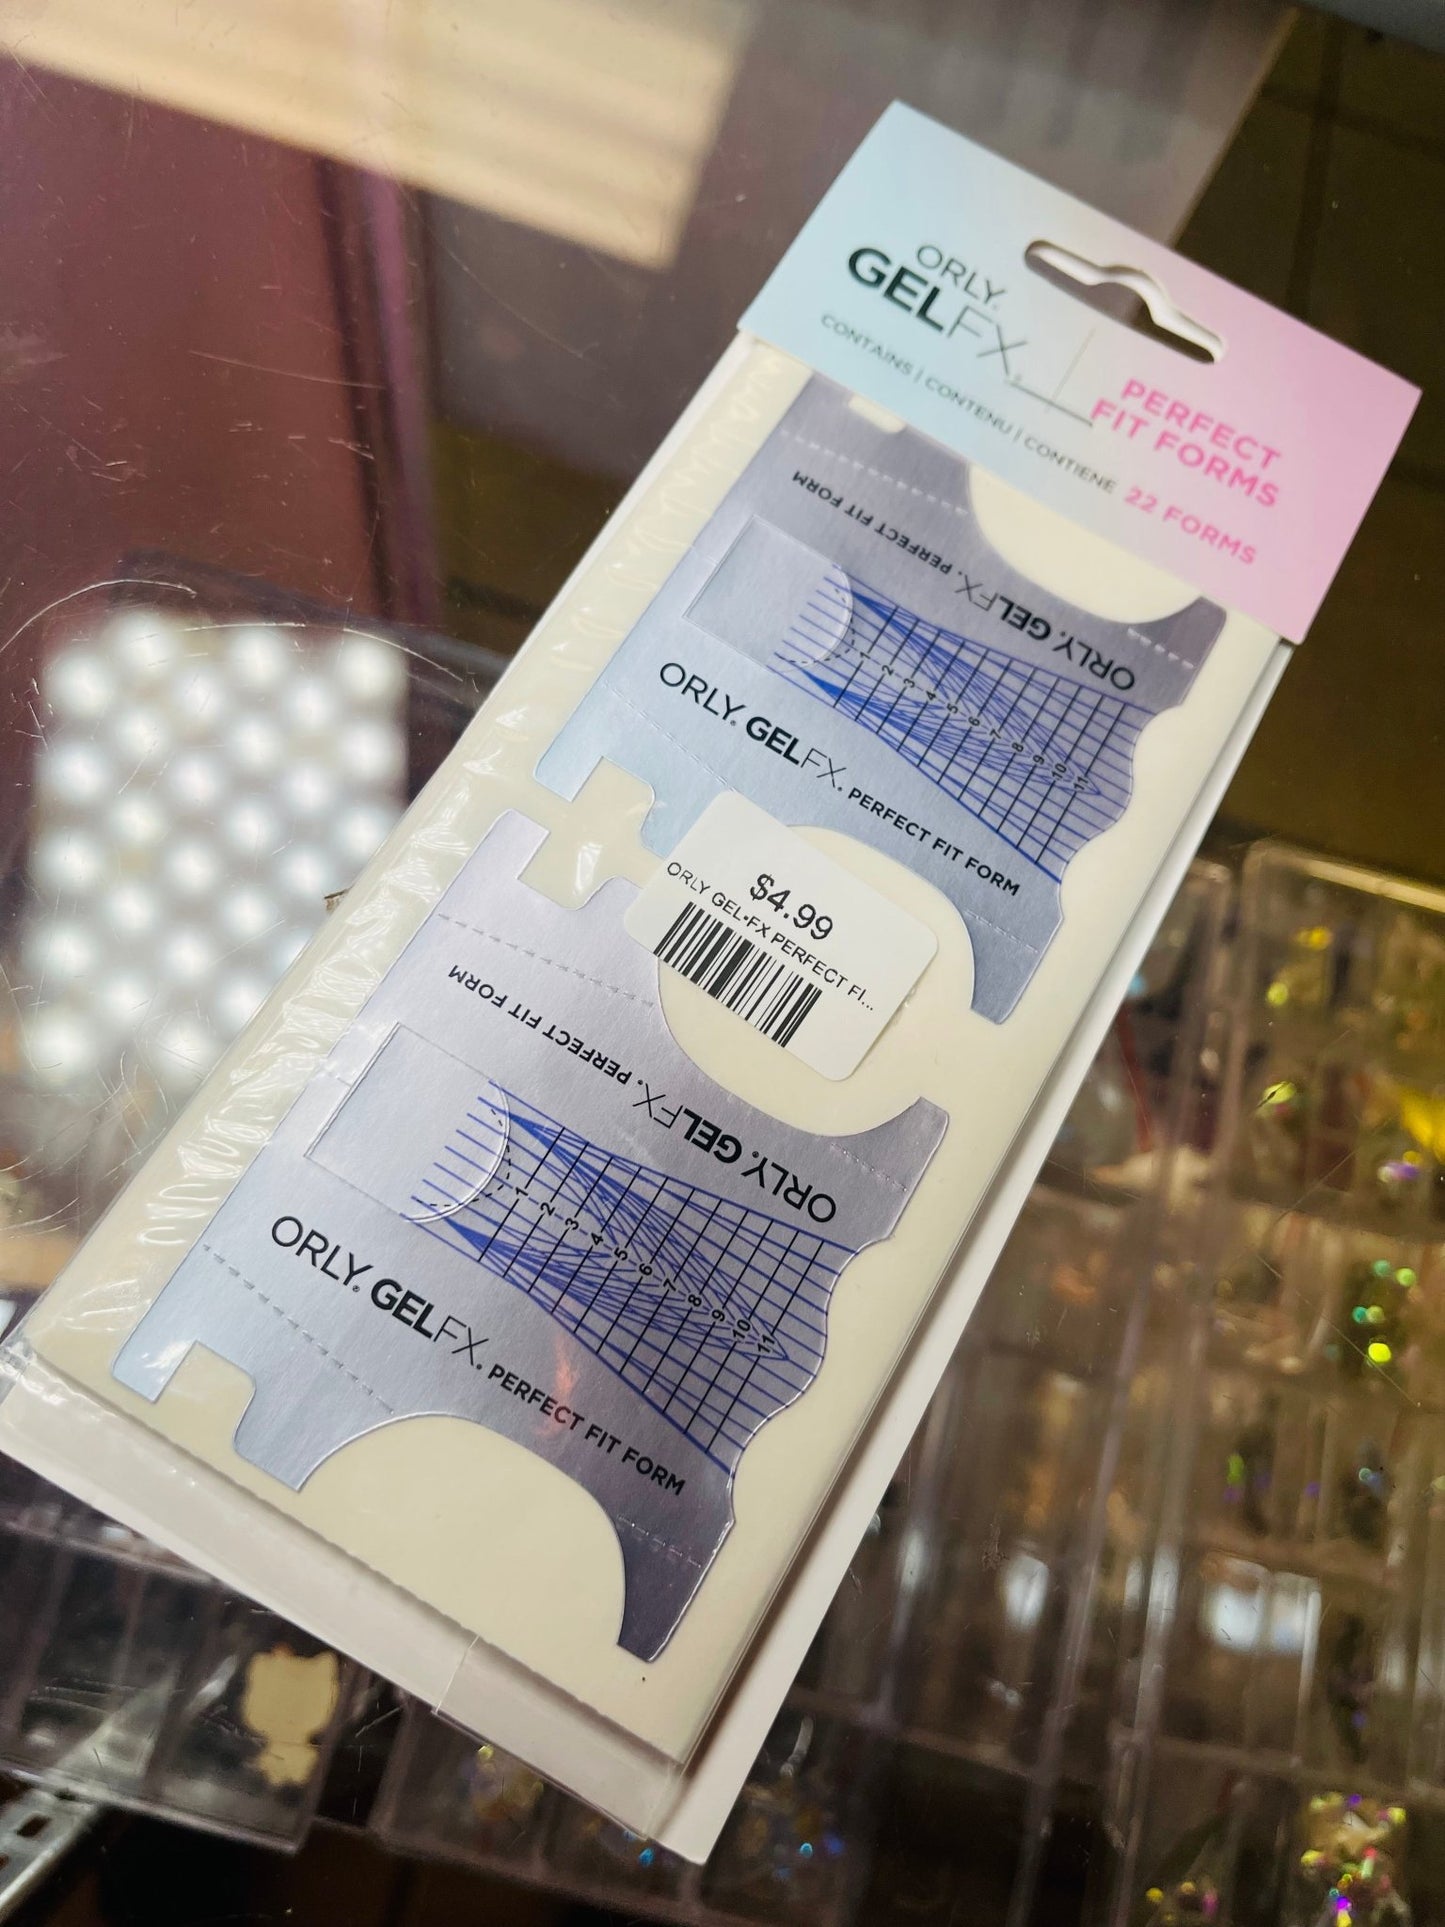 ORLY®
GELFX®
PERFECT
FIT FORMS
CONTAINS | CONTENU | CONTIENE 22 FORMS
ORLY® GELFX® PERFECT FIT FORM
1 2 3 4 5 6 7 8 9 10 11
ORLY® GELFX® PERFECT FIT FORM
$4.99
ORLY GEL•FX PERFECT FI...
ORLY® GELFX® PERFECT FIT FORM
1 2 3 4 5 6 7 8 9 10 11
ORLY® GELFX® PERFECT FIT FORM